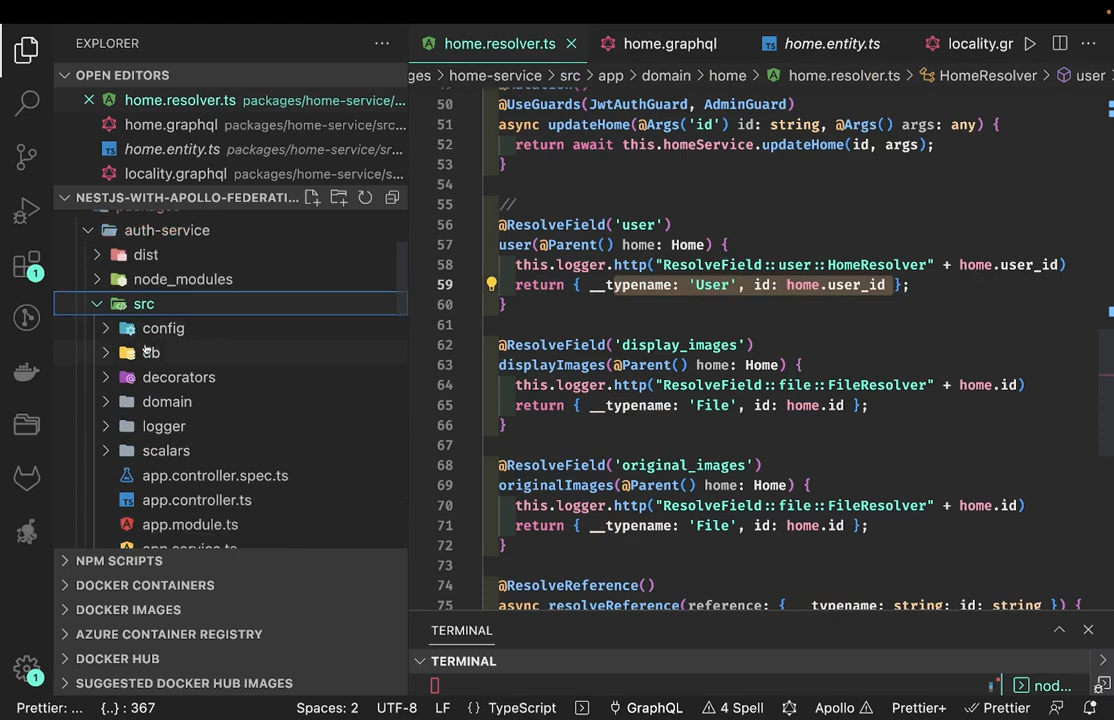 EXPLORER
OPEN EDITORS
home.resolver.ts packages/home-service/...
home.graphql packages/home-service/src...
home.entity.ts packages/home-service/sr...
locality.graphql packages/home-service/s...
NESTJS-WITH-APOLLO-FEDERATI...
packages
auth-service
dist
node_modules
src
config
db
decorators
domain
logger
scalars
app.controller.spec.ts
app.controller.ts
app.module.ts
app.service.ts
NPM SCRIPTS
DOCKER CONTAINERS
DOCKER IMAGES
AZURE CONTAINER REGISTRY
DOCKER HUB
SUGGESTED DOCKER HUB IMAGES
1
1
home.resolver.ts
home.graphql
TS home.entity.ts
locality.gr
ges > home-service > src > app > domain > home > home.resolver.ts > HomeResolver > user
50 @UseGuards(JwtAuthGuard, AdminGuard)
51 async updateHome(@Args('id') id: string, @Args() args: any) {
52 return await this.homeService.updateHome(id, args);
53 }
54
55 //
56 @ResolveField('user')
57 user(@Parent() home: Home) {
58 this.logger.http("ResolveField::user::HomeResolver" + home.user_id)
59 return { __typename: 'User', id: home.user_id };
60 }
61
62 @ResolveField('display_images')
63 displayImages(@Parent() home: Home) {
64 this.logger.http("ResolveField::file::FileResolver" + home.id)
65 return { __typename: 'File', id: home.id };
66 }
67
68 @ResolveField('original_images')
69 originalImages(@Parent() home: Home) {
70 this.logger.http("ResolveField::file::FileResolver" + home.id)
71 return { __typename: 'File', id: home.id };
72 }
73
74 @ResolveReference()
75 async resolveReference(reference: { __typename: string; id: string }) {
TERMINAL
TERMINAL
nod...
Prettier: ... {..} : 367 Spaces: 2 UTF-8 LF {} TypeScript GraphQL 4 Spell Apollo Prettier+ Prettier